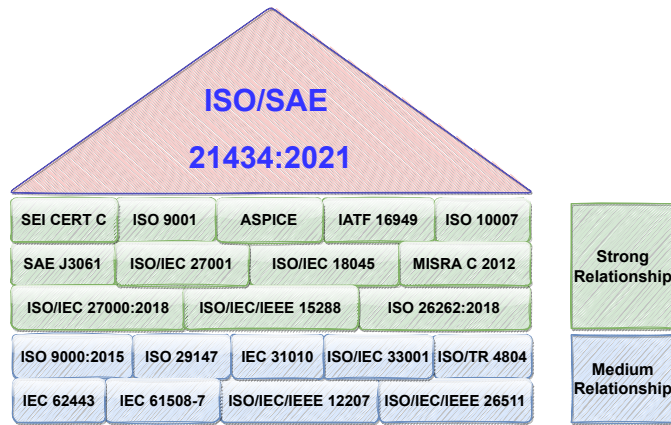 ISO/SAE
21434:2021
SEI CERT C ISO 9001 ASPICE IATF 16949 ISO 10007
SAE J3061 ISO/IEC 27001 ISO/IEC 18045 MISRA C 2012
ISO/IEC 27000:2018 ISO/IEC/IEEE 15288 ISO 26262:2018
Strong
Relationship
ISO 9000:2015 ISO 29147 IEC 31010 ISO/IEC 33001 ISO/TR 4804
IEC 62443 IEC 61508-7 ISO/IEC/IEEE 12207 ISO/IEC/IEEE 26511
Medium
Relationship